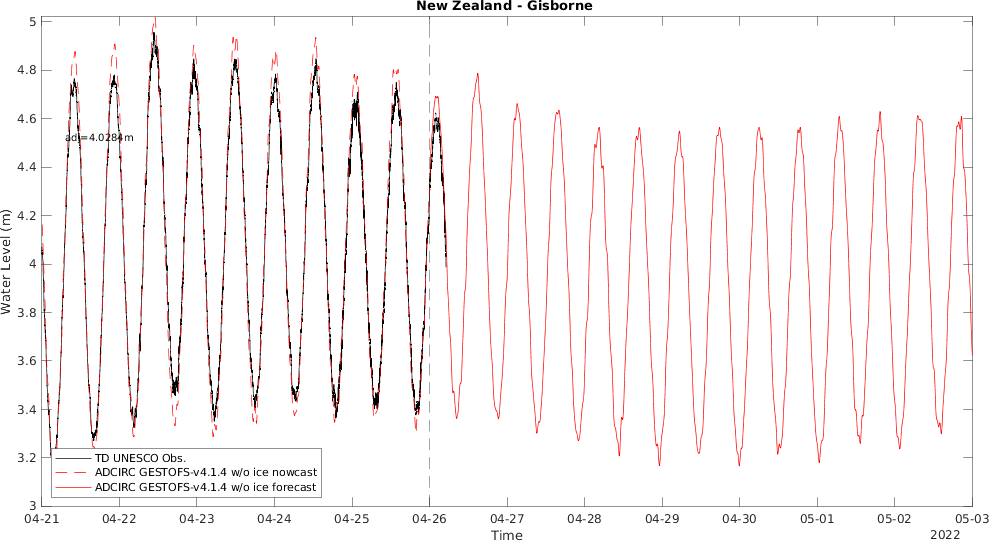 New Zealand - Gisborne
5
4.8
4.6
4.4
4.2
4
3.8
3.6
3.4
3.2
3
Water Level (m)
adj=4.0284m
TD UNESCO Obs.
ADCIRC GESTOFS-v4.1.4 w/o ice nowcast
ADCIRC GESTOFS-v4.1.4 w/o ice forecast
04-21 04-22 04-23 04-24 04-25 04-26 04-27 04-28 04-29 04-30 05-01 05-02 05-03
Time
2022